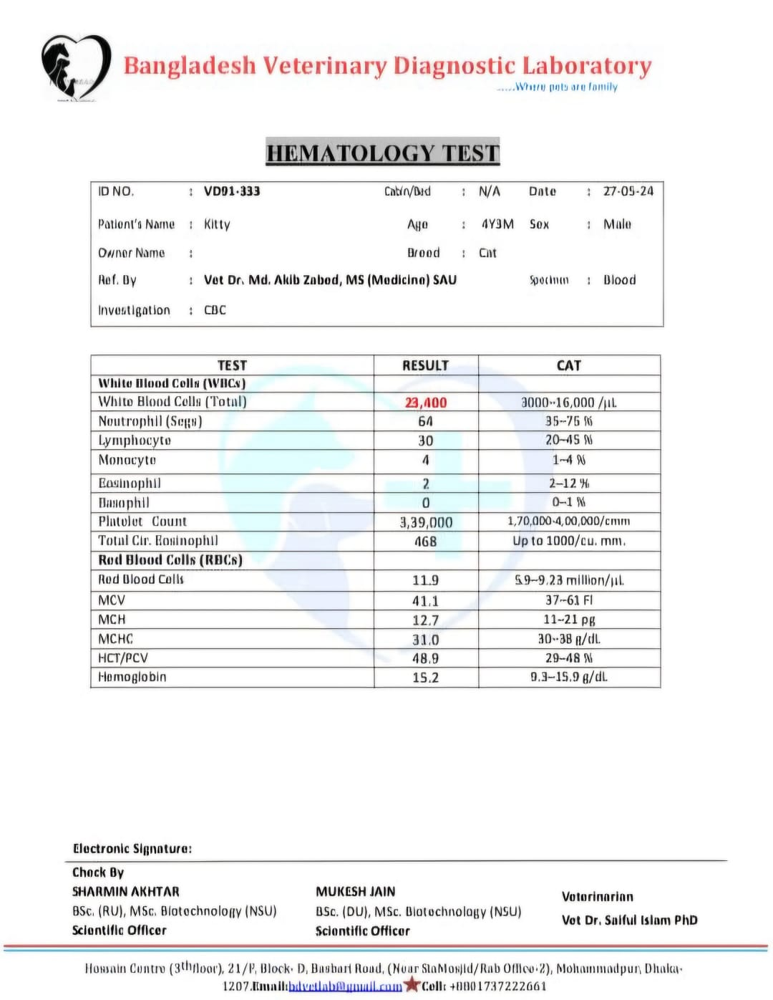 Bangladesh Veterinary Diagnostic Laboratory
.....Where pets are family
HEMATOLOGY TEST
ID NO. : VD91-333 Cabin/Bed : N/A Date : 27-05-24
Patient's Name : Kitty Age : 4Y3M Sex : Male
Owner Name : Breed : Cat
Ref. By : Vet Dr. Md. Akib Zabed, MS (Medicine) SAU Specimen : Blood
Investigation : CBC
TEST RESULT CAT
White Blood Cells (WBCs)
White Blood Cells (Total) 23,400 3000–16,000 /µL
Neutrophil (Segs) 64 35–75 %
Lymphocyte 30 20–45 %
Monocyte 4 1–4 %
Eosinophil 2 2–12 %
Basophil 0 0–1 %
Platelet Count 3,39,000 1,70,000-4,00,000/cmm
Total Cir. Eosinophil 468 Up to 1000/cu. mm.
Red Blood Cells (RBCs)
Red Blood Cells 11.9 5.9–9.23 million/µL
MCV 41.1 37–61 Fl
MCH 12.7 11–21 pg
MCHC 31.0 30–38 g/dL
HCT/PCV 48.9 29–48 %
Hemoglobin 15.2 9.3–15.9 g/dL
Electronic Signature:
Check By
SHARMIN AKHTAR MUKESH JAIN Veterinarian
BSc. (RU), MSc. Biotechnology (NSU) BSc. (DU), MSc. Biotechnology (NSU) Vet Dr. Saiful Islam PhD
Scientific Officer Scientific Officer
Hossain Centre (3thfloor), 21/ Block- D, Road, (Near Office-2), Mohammadpur, Dhaka-
1207.Email:bdvetlab@gmail.com Cell: +8801737222661